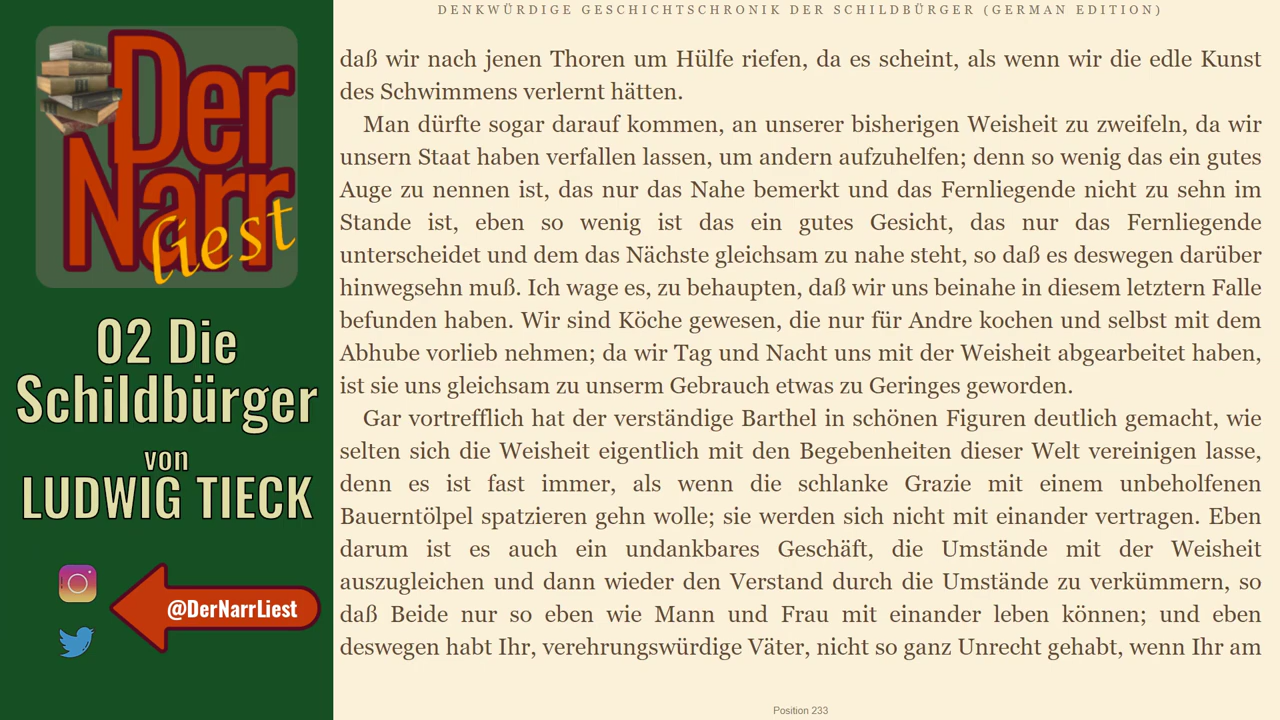 Der
Narr
liest
02 Die
Schildbürger
von
LUDWIG TIECK
@DerNarrLiest
DENKWÜRDIGE GESCHICHTSCHRONIK DER SCHILDBÜRGER (GERMAN EDITION)
daß wir nach jenen Thoren um Hülfe riefen, da es scheint, als wenn wir die edle Kunst
des Schwimmens verlernt hätten.
Man dürfte sogar darauf kommen, an unserer bisherigen Weisheit zu zweifeln, da wir
unsern Staat haben verfallen lassen, um andern aufzuhelfen; denn so wenig das ein gutes
Auge zu nennen ist, das nur das Nahe bemerkt und das Fernliegende nicht zu sehn im
Stande ist, eben so wenig ist das ein gutes Gesicht, das nur das Fernliegende
unterscheidet und dem das Nächste gleichsam zu nahe steht, so daß es deswegen darüber
hinwegsehn muß. Ich wage es, zu behaupten, daß wir uns beinahe in diesem letztern Falle
befunden haben. Wir sind Köche gewesen, die nur für Andre kochen und selbst mit dem
Abhube vorlieb nehmen; da wir Tag und Nacht uns mit der Weisheit abgearbeitet haben,
ist sie uns gleichsam zu unserm Gebrauch etwas zu Geringes geworden.
Gar vortrefflich hat der verständige Barthel in schönen Figuren deutlich gemacht, wie
selten sich die Weisheit eigentlich mit den Begebenheiten dieser Welt vereinigen lasse,
denn es ist fast immer, als wenn die schlanke Grazie mit einem unbeholfenen
Bauerntölpel spatzieren gehn wolle; sie werden sich nicht mit einander vertragen. Eben
darum ist es auch ein undankbares Geschäft, die Umstände mit der Weisheit
auszugleichen und dann wieder den Verstand durch die Umstände zu verkümmern, so
daß Beide nur so eben wie Mann und Frau mit einander leben können; und eben
deswegen habt Ihr, verehrungswürdige Väter, nicht so ganz Unrecht gehabt, wenn Ihr am
Position 233